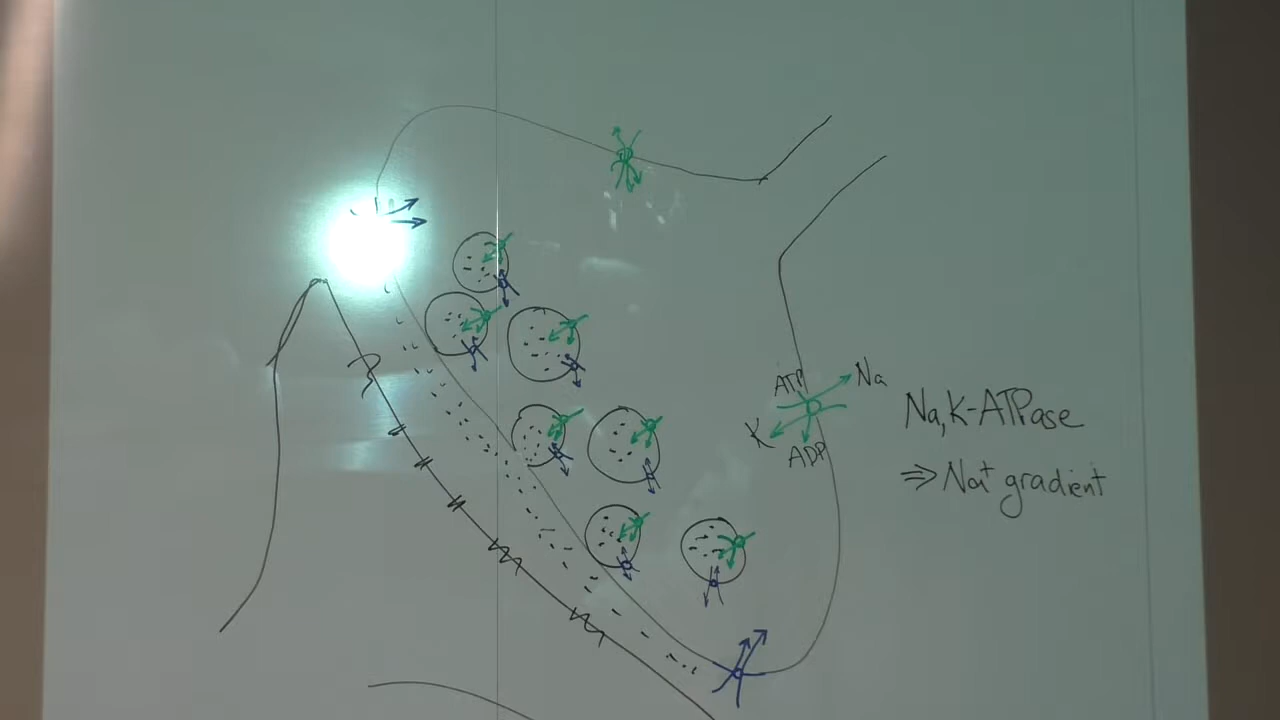 ATP
Na
K
ADP
Na,K-ATPase
⇒ Na⁺ gradient